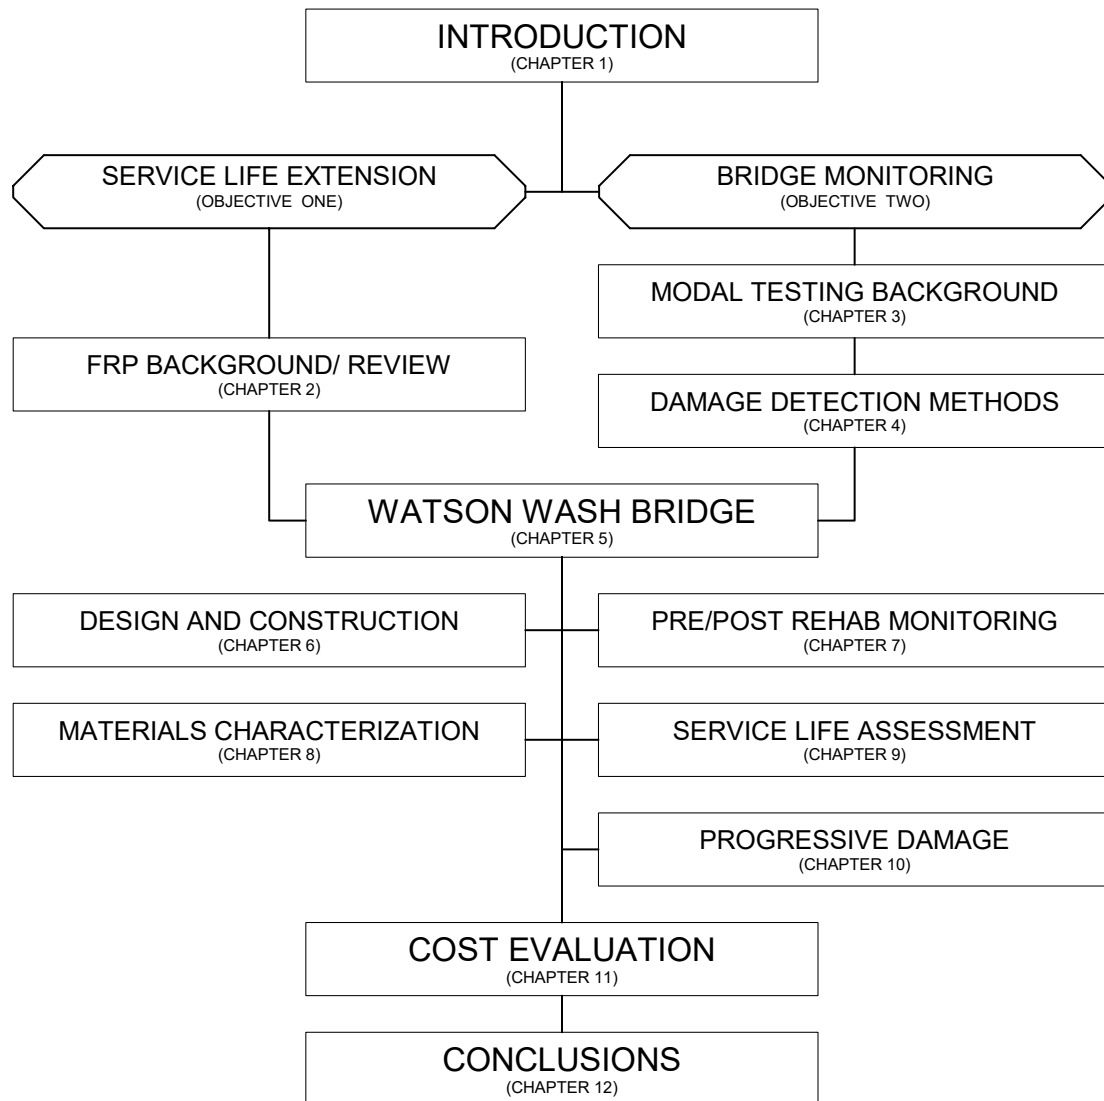 INTRODUCTION
(CHAPTER 1)
SERVICE LIFE EXTENSION
(OBJECTIVE ONE)
BRIDGE MONITORING
(OBJECTIVE TWO)
MODAL TESTING BACKGROUND
(CHAPTER 3)
FRP BACKGROUND/ REVIEW
(CHAPTER 2)
DAMAGE DETECTION METHODS
(CHAPTER 4)
WATSON WASH BRIDGE
(CHAPTER 5)
DESIGN AND CONSTRUCTION
(CHAPTER 6)
PRE/POST REHAB MONITORING
(CHAPTER 7)
MATERIALS CHARACTERIZATION
(CHAPTER 8)
SERVICE LIFE ASSESSMENT
(CHAPTER 9)
PROGRESSIVE DAMAGE
(CHAPTER 10)
COST EVALUATION
(CHAPTER 11)
CONCLUSIONS
(CHAPTER 12)